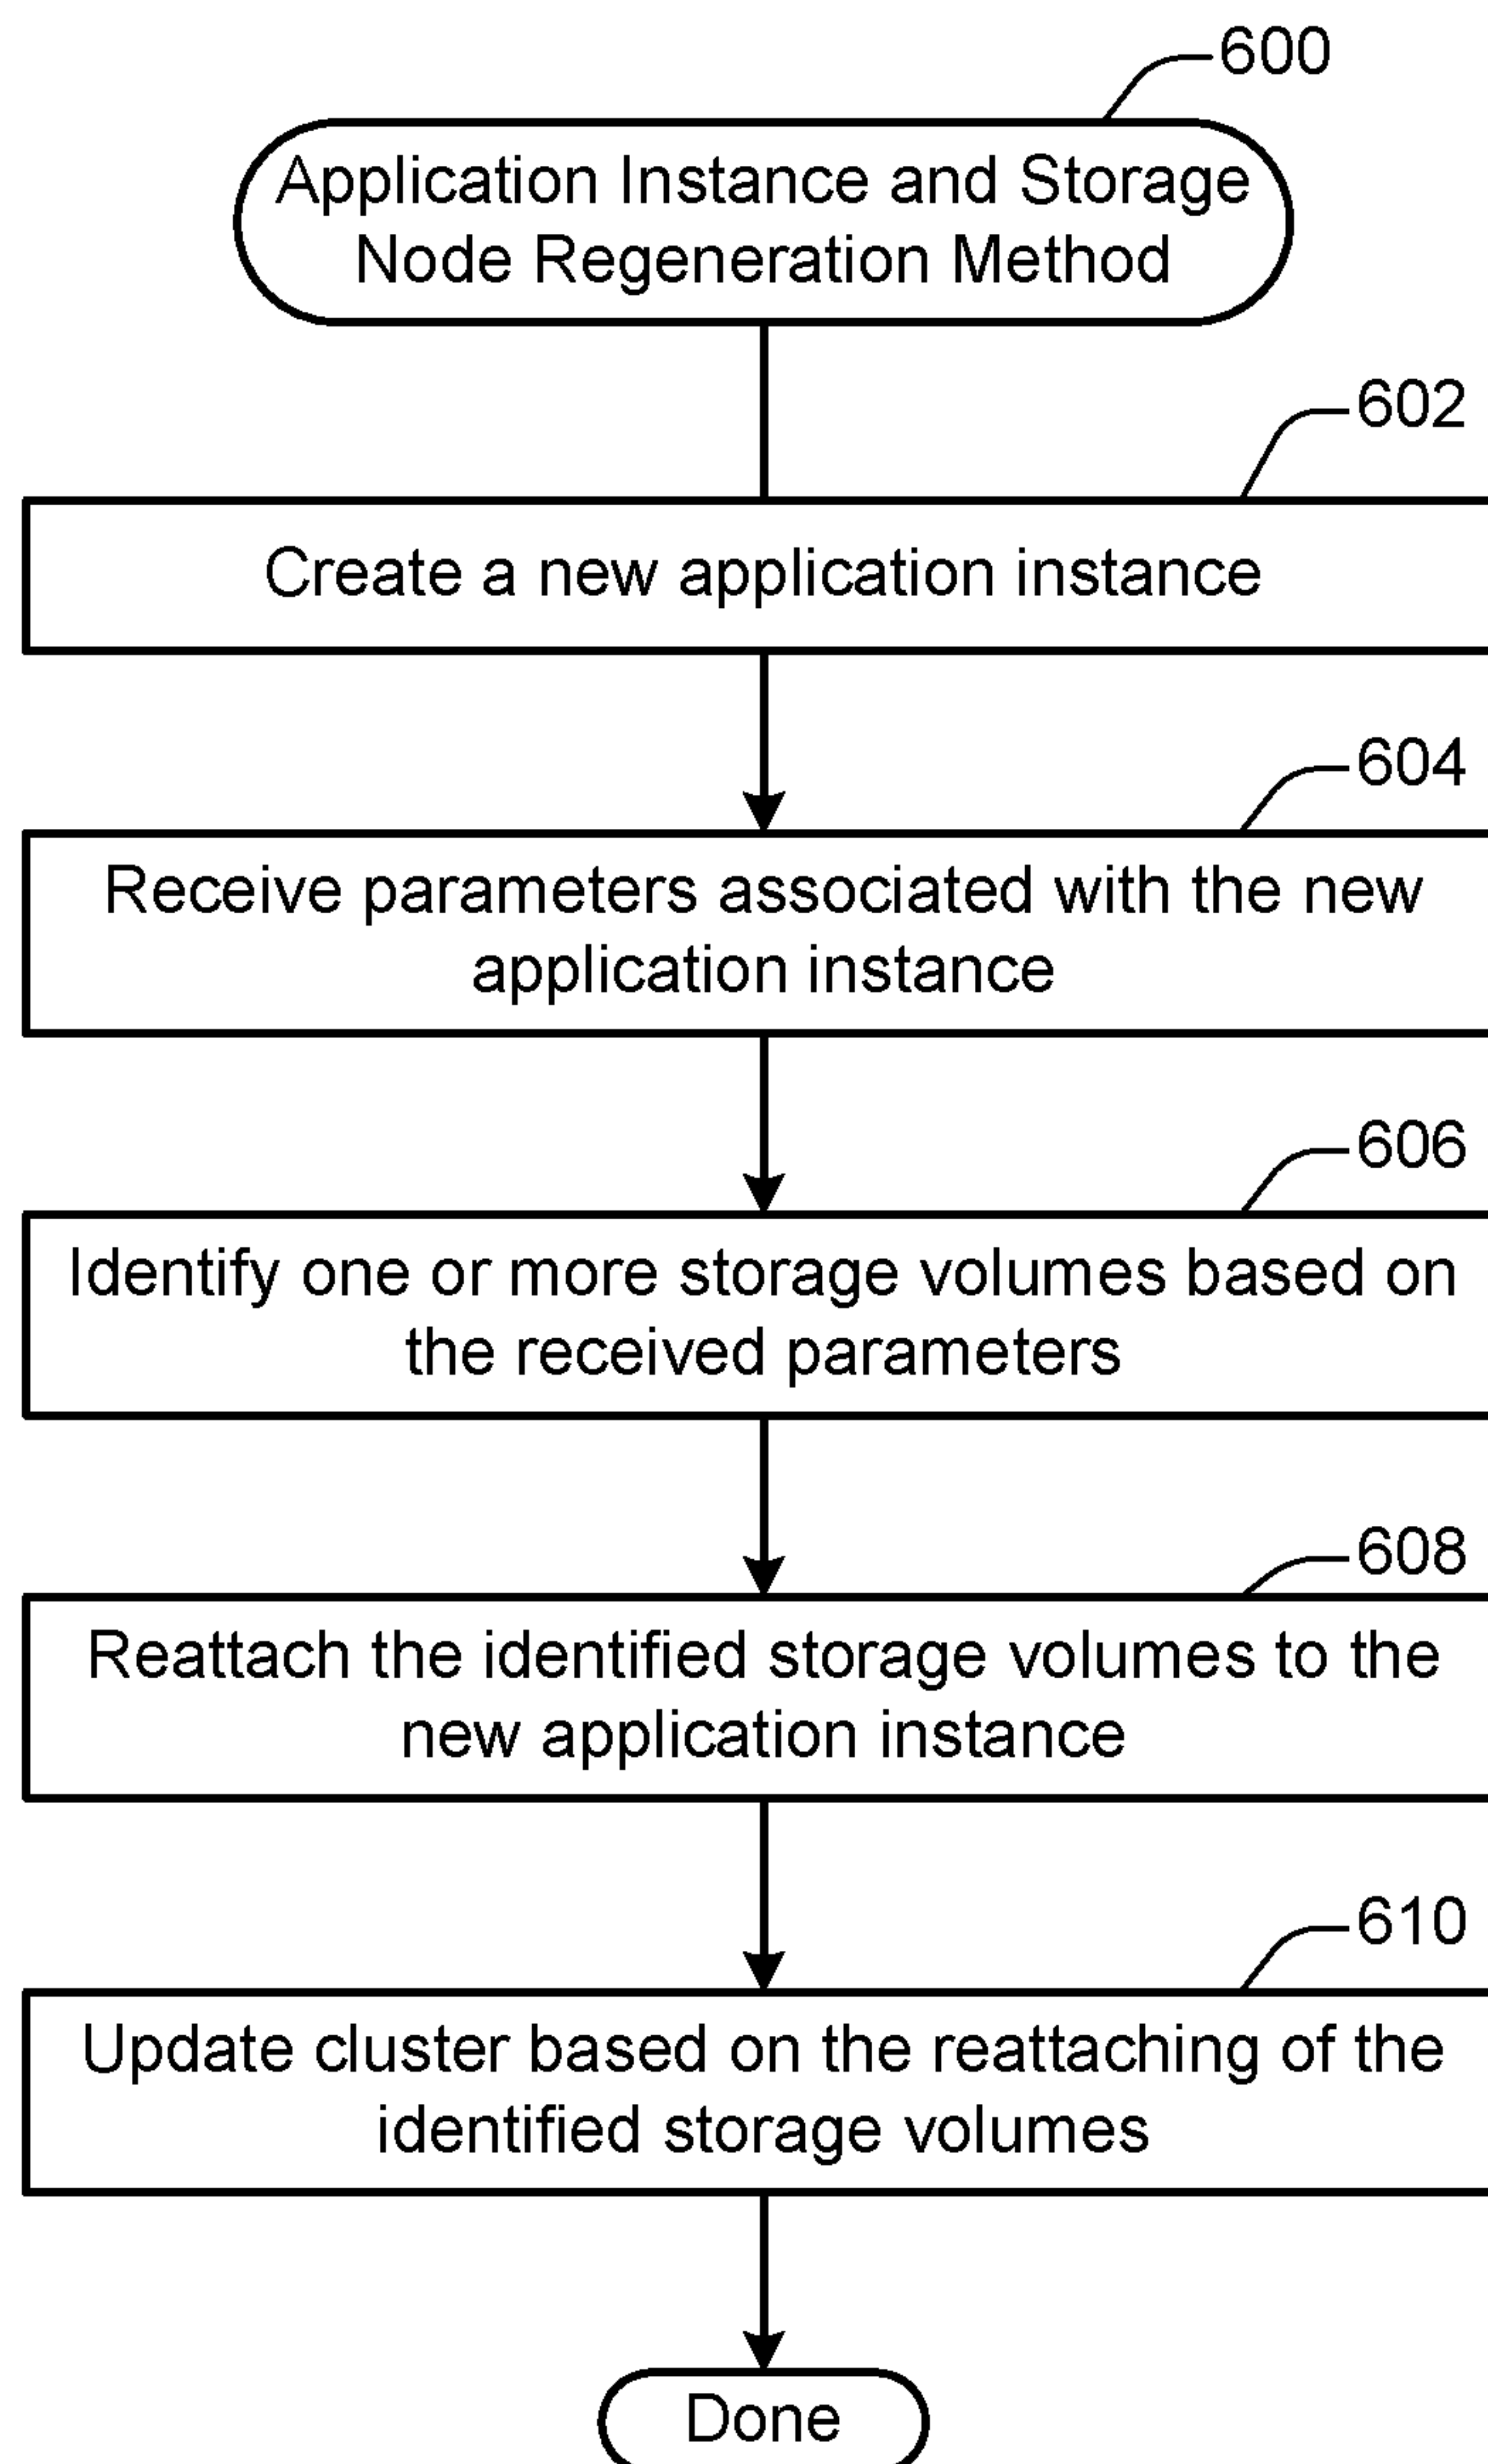 600
Application Instance and Storage
Node Regeneration Method
602
Create a new application instance
604
Receive parameters associated with the new
application instance
606
Identify one or more storage volumes based on
the received parameters
608
Reattach the identified storage volumes to the
new application instance
610
Update cluster based on the reattaching of the
identified storage volumes
Done